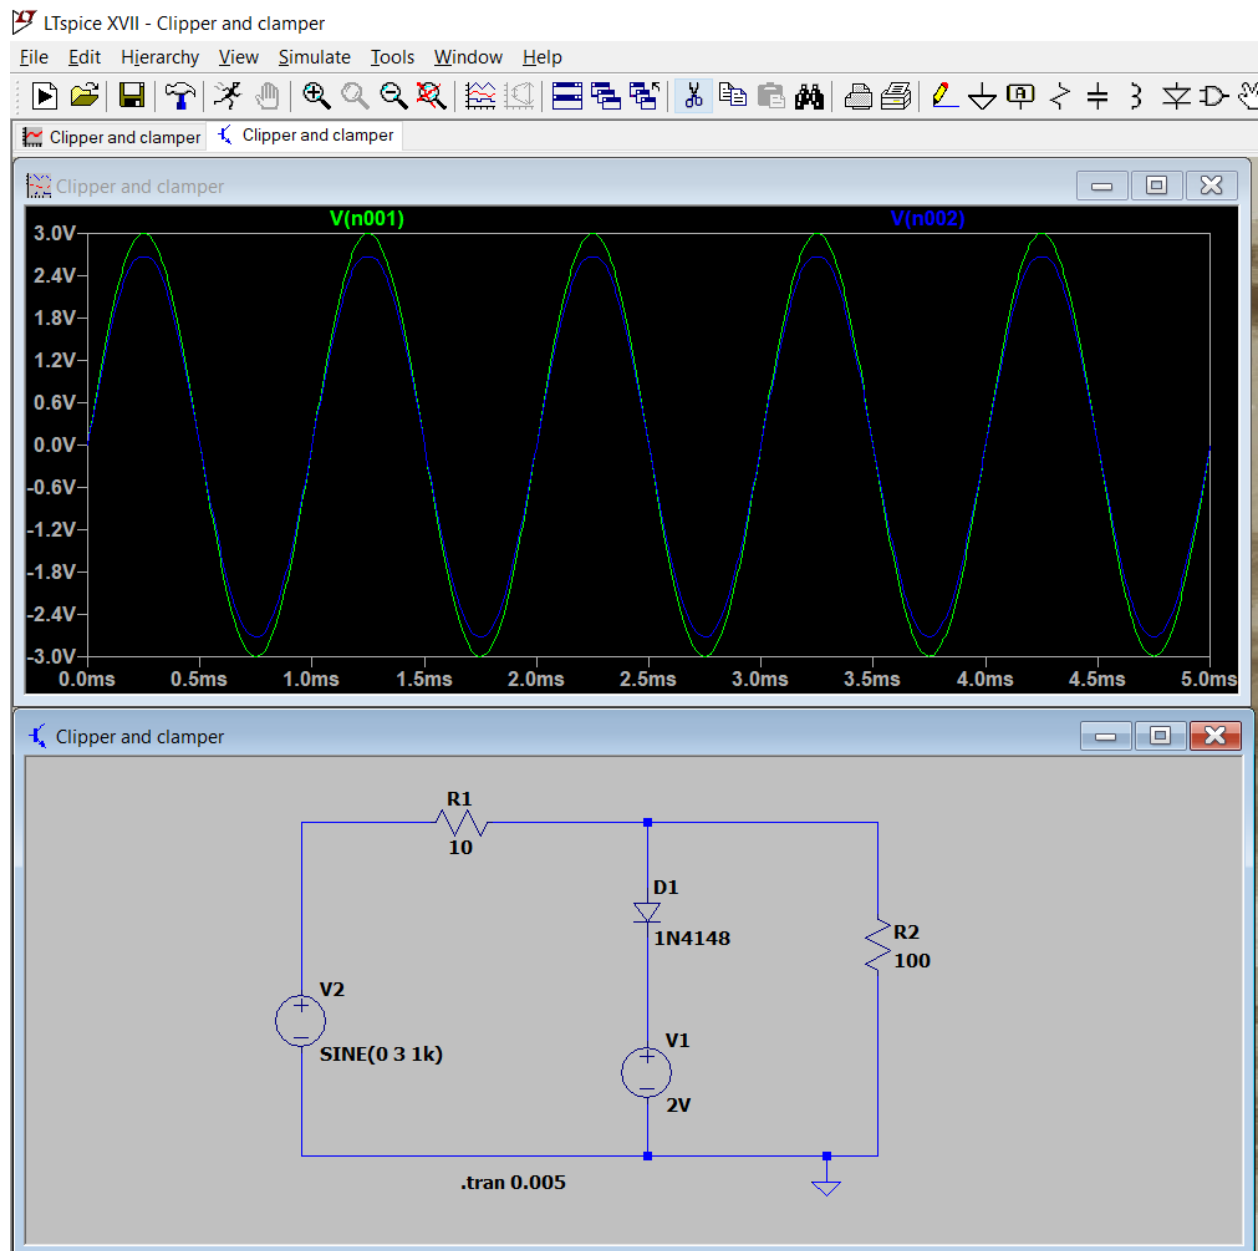 LTspice XVII - Clipper and clamper
File Edit Hierarchy View Simulate Tools Window Help
Clipper and clamper Clipper and clamper
Clipper and clamper
V(n001) V(n002)
3.0V
2.4V
1.8V
1.2V
0.6V
0.0V
-0.6V
-1.2V
-1.8V
-2.4V
-3.0V
0.0ms 0.5ms 1.0ms 1.5ms 2.0ms 2.5ms 3.0ms 3.5ms 4.0ms 4.5ms 5.0ms
Clipper and clamper
R1
10
D1
1N4148
R2
100
V2
SINE(0 3 1k)
V1
2V
.tran 0.005